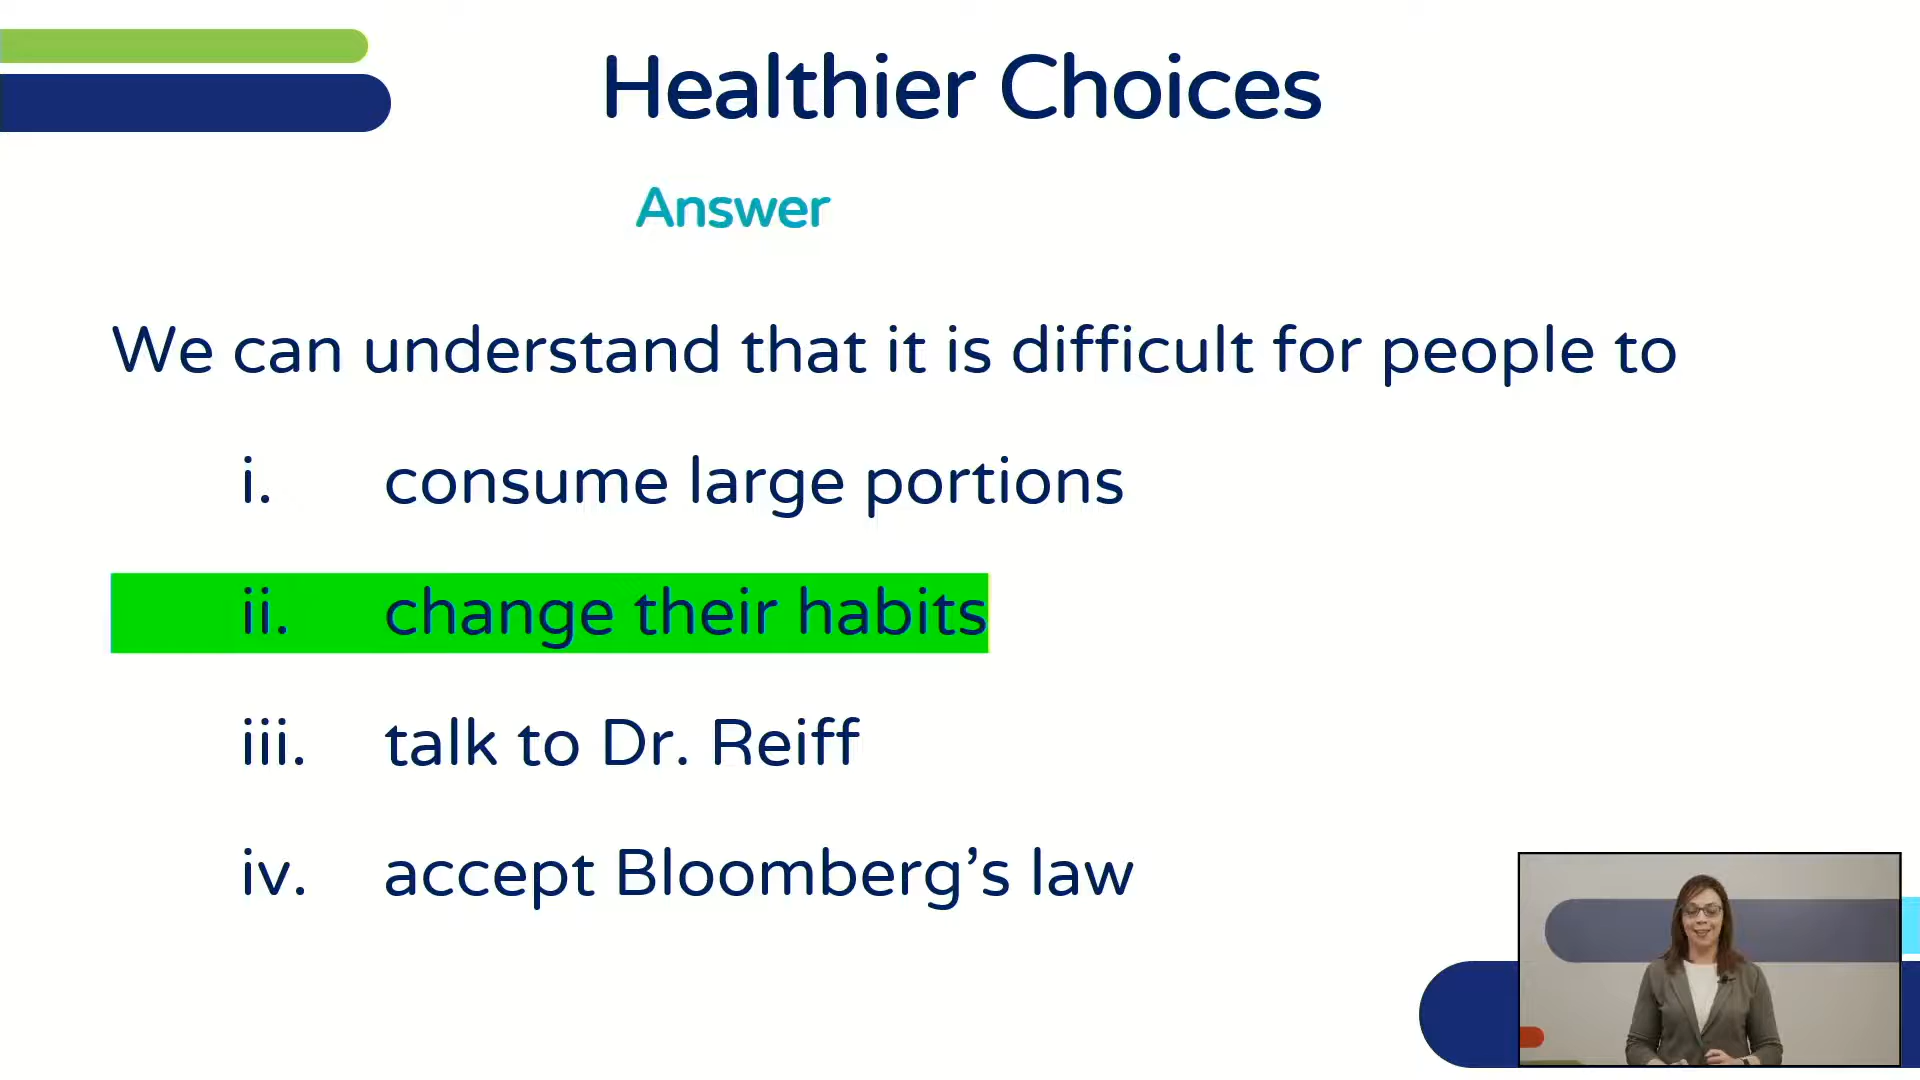 Healthier Choices
Answer
We can understand that it is difficult for people to
i. consume large portions
ii. change their habits
iii. talk to Dr. Reiff
iv. accept Bloomberg’s law